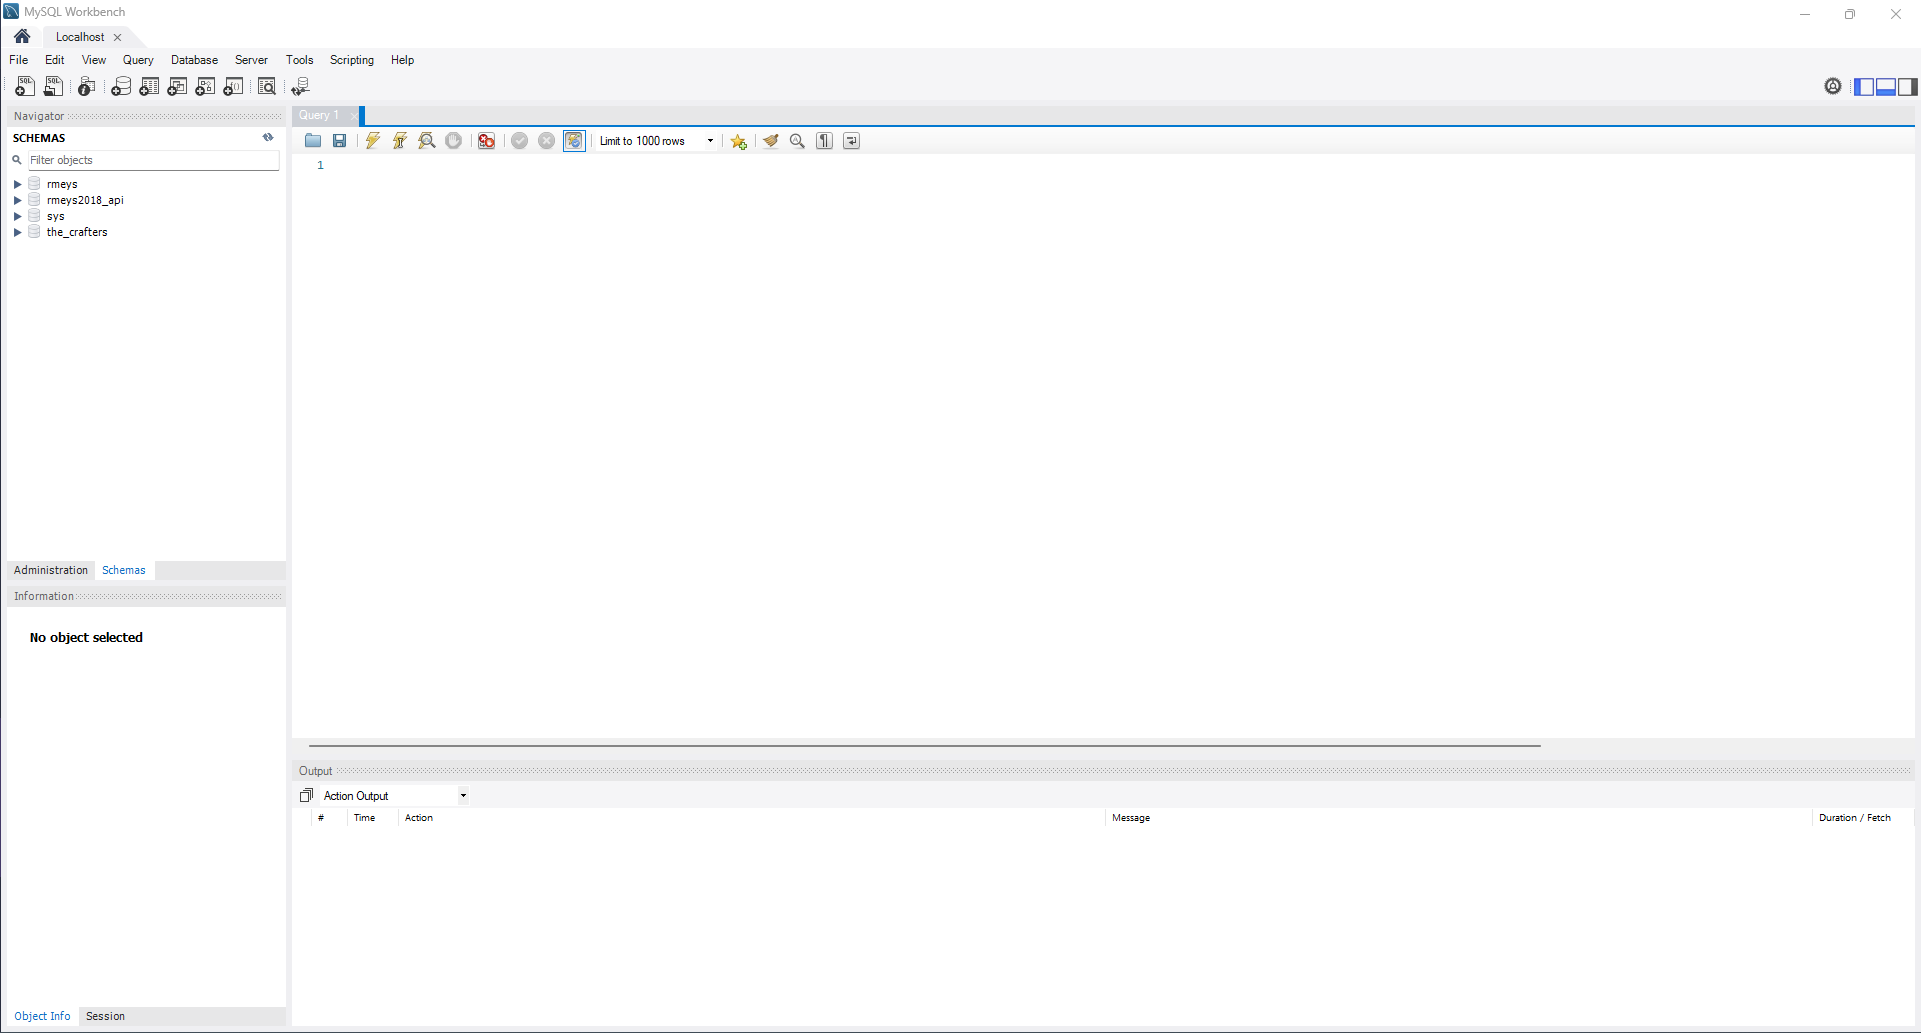 MySQL Workbench
Localhost
File Edit View Query Database Server Tools Scripting Help
Navigator
SCHEMAS
Filter objects
rmeys
rmeys2018_api
sys
the_crafters
Administration Schemas
Information
No object selected
Object Info Session
Query 1
Limit to 1000 rows
1
Output
Action Output
# Time Action Message Duration / Fetch